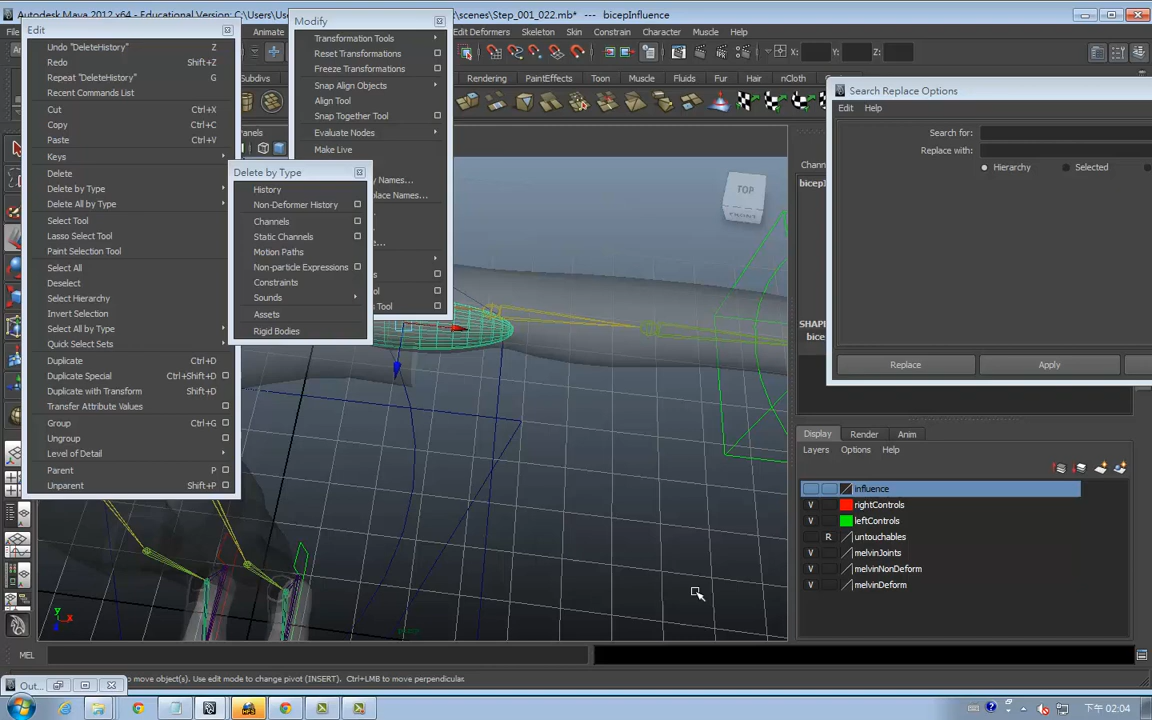 Autodesk Maya 2012 x64 - Educational Version: C:\Users\U
scenes\Step_001_022.mb* --- bicepInfluence
File
Animate
Edit Deformers Skeleton Skin Constrain Character Muscle Help
X: Y: Z:
Subdivs
Rendering PaintEffects Toon Muscle Fluids Fur Hair nCloth
Panels
Edit
Undo "DeleteHistory" Z
Redo Shift+Z
Repeat "DeleteHistory" G
Recent Commands List
Cut Ctrl+X
Copy Ctrl+C
Paste Ctrl+V
Keys
Delete
Delete by Type
Delete All by Type
Select Tool
Lasso Select Tool
Paint Selection Tool
Select All
Deselect
Select Hierarchy
Invert Selection
Select All by Type
Quick Select Sets
Duplicate Ctrl+D
Duplicate Special Ctrl+Shift+D
Duplicate with Transform Shift+D
Transfer Attribute Values
Group Ctrl+G
Ungroup
Level of Detail
Parent P
Unparent Shift+P
Modify
Transformation Tools
Reset Transformations
Freeze Transformations
Snap Align Objects
Align Tool
Snap Together Tool
Evaluate Nodes
Make Live
y Names...
place Names...
Tool
Delete by Type
History
Non-Deformer History
Channels
Static Channels
Motion Paths
Non-particle Expressions
Constraints
Sounds
Assets
Rigid Bodies
TOP
FRONT
Search Replace Options
Edit Help
Search for:
Replace with:
Hierarchy Selected
Replace Apply
Chann
bicepI
SHAPI
bice
Display Render Anim
Layers Options Help
influence
V rightControls
V leftControls
R untouchables
V melvinJoints
V melvinNonDeform
V melvinDeform
y
x
MEL
Out...
move object(s). Use edit mode to change pivot (INSERT). Ctrl+LMB to move perpendicular.
下午 02:04